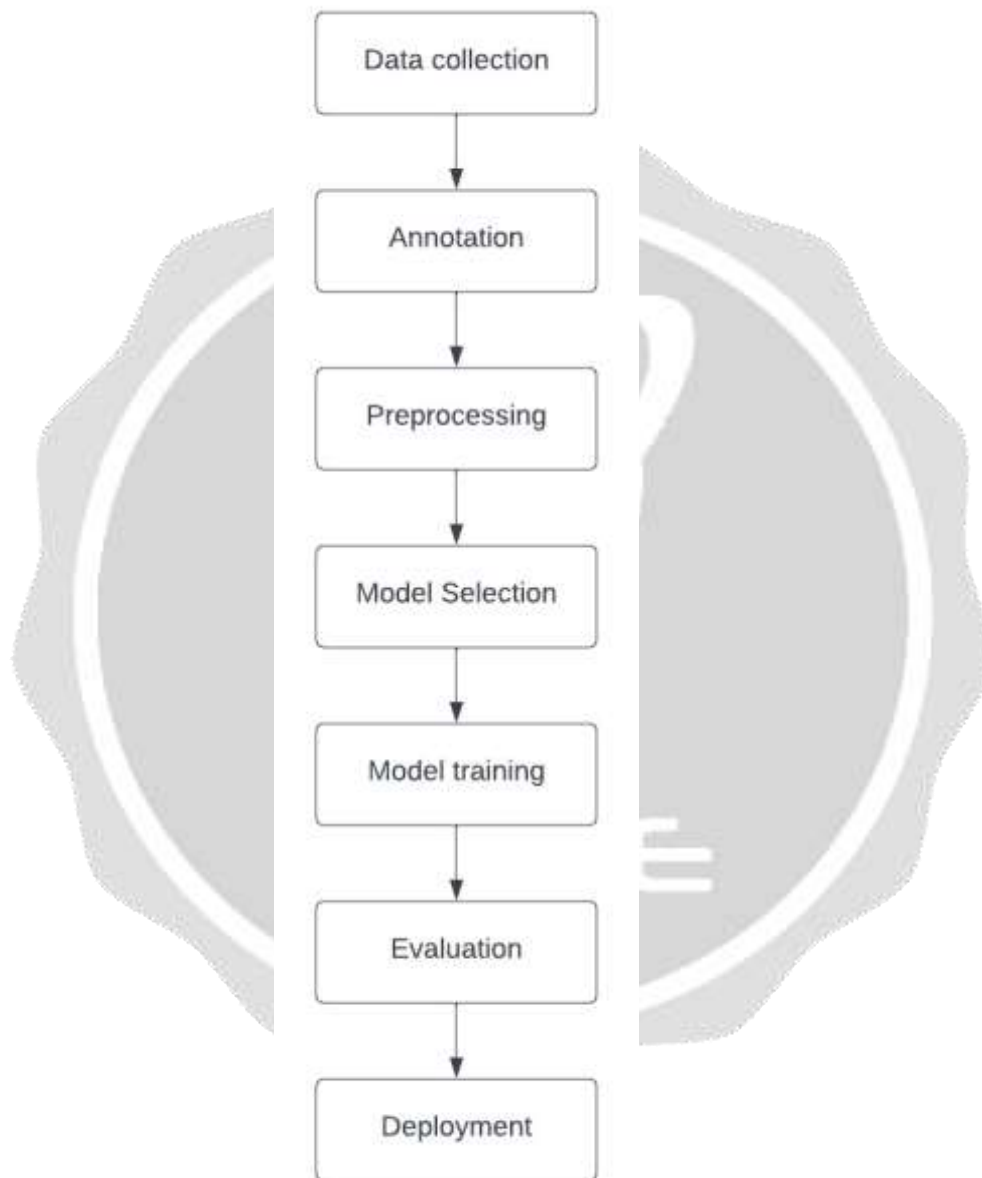 Data collection
Annotation
Preprocessing
Model Selection
Model training
Evaluation
Deployment